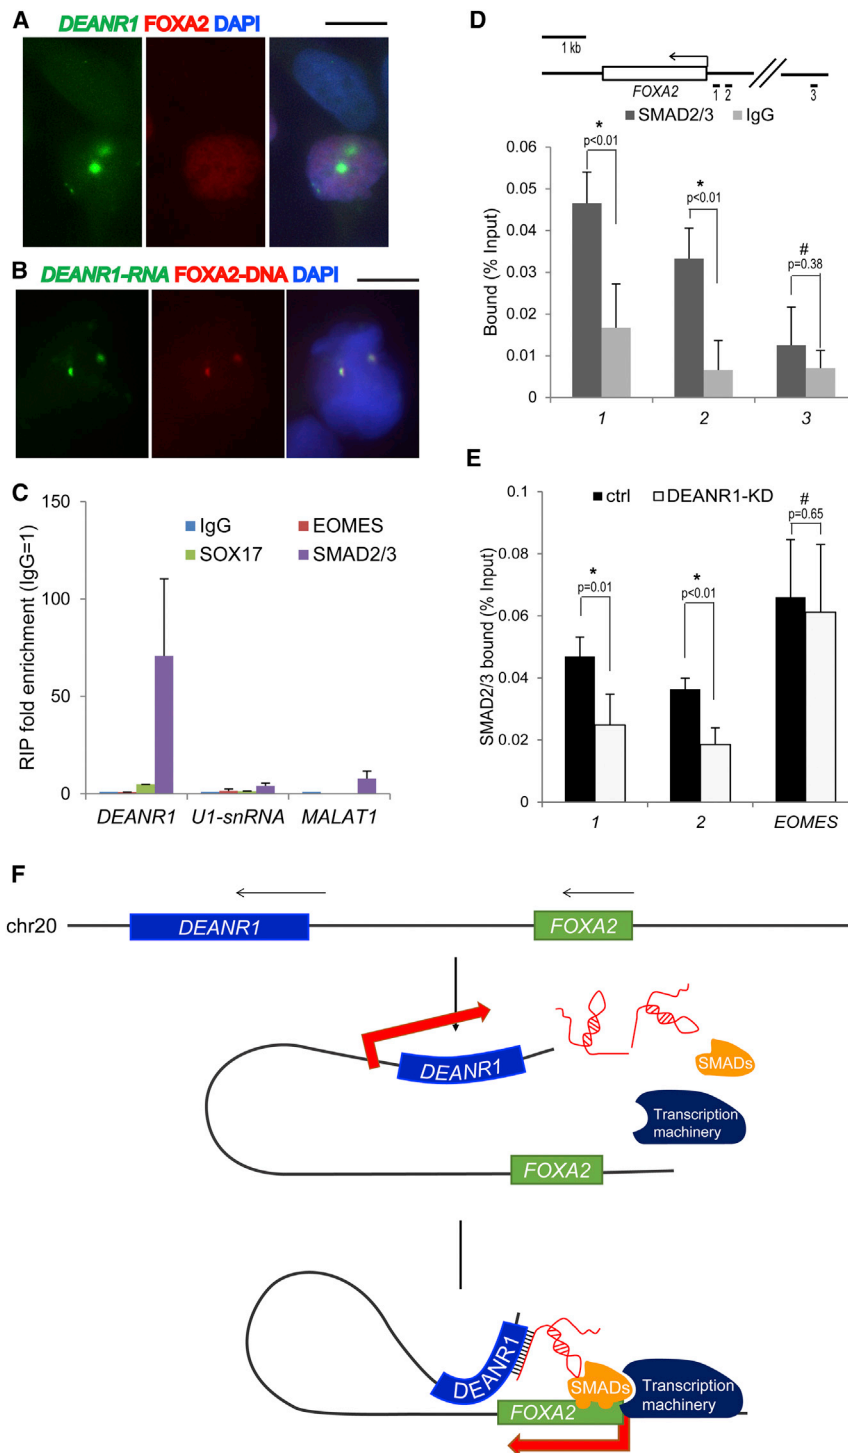 A
DEANR1 FOXA2 DAPI
B
DEANR1-RNA FOXA2-DNA DAPI
C
RIP fold enrichment (IgG=1)
150
100
50
0
IgG
EOMES
SOX17
SMAD2/3
DEANR1
U1-snRNA
MALAT1
D
1 kb
FOXA2
1
2
3
SMAD2/3
IgG
Bound (% Input)
0.06
0.05
0.04
0.03
0.02
0.01
0
*
p<0.01
*
p<0.01
#
p=0.38
1
2
3
E
ctrl
DEANR1-KD
SMAD2/3 bound (% Input)
0.1
0.08
0.06
0.04
0.02
0
*
p=0.01
*
p<0.01
#
p=0.65
1
2
EOMES
F
chr20
DEANR1
FOXA2
DEANR1
SMADs
Transcription
machinery
FOXA2
DEANR1
SMADs
Transcription
machinery
FOXA2